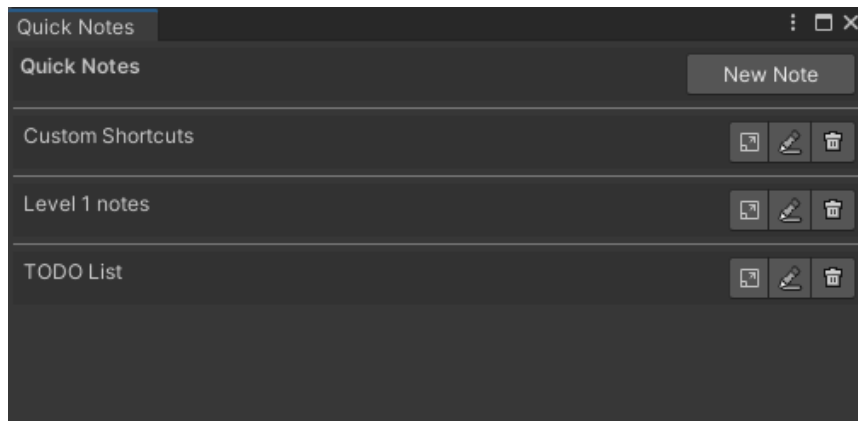 Quick Notes
Quick Notes
New Note
Custom Shortcuts
Level 1 notes
TODO List